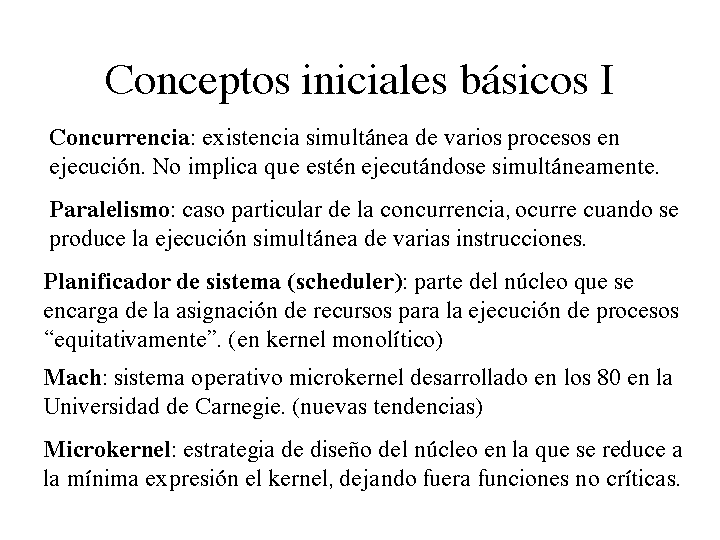 Conceptos iniciales básicos I
Concurrencia: existencia simultánea de varios procesos en
ejecución. No implica que estén ejecutándose simultáneamente.
Paralelismo: caso particular de la concurrencia, ocurre cuando se
produce la ejecución simultánea de varias instrucciones.
Planificador de sistema (scheduler): parte del núcleo que se
encarga de la asignación de recursos para la ejecución de procesos
“equitativamente”. (en kernel monolítico)
Mach: sistema operativo microkernel desarrollado en los 80 en la
Universidad de Carnegie. (nuevas tendencias)
Microkernel: estrategia de diseño del núcleo en la que se reduce a
la mínima expresión el kernel, dejando fuera funciones no críticas.